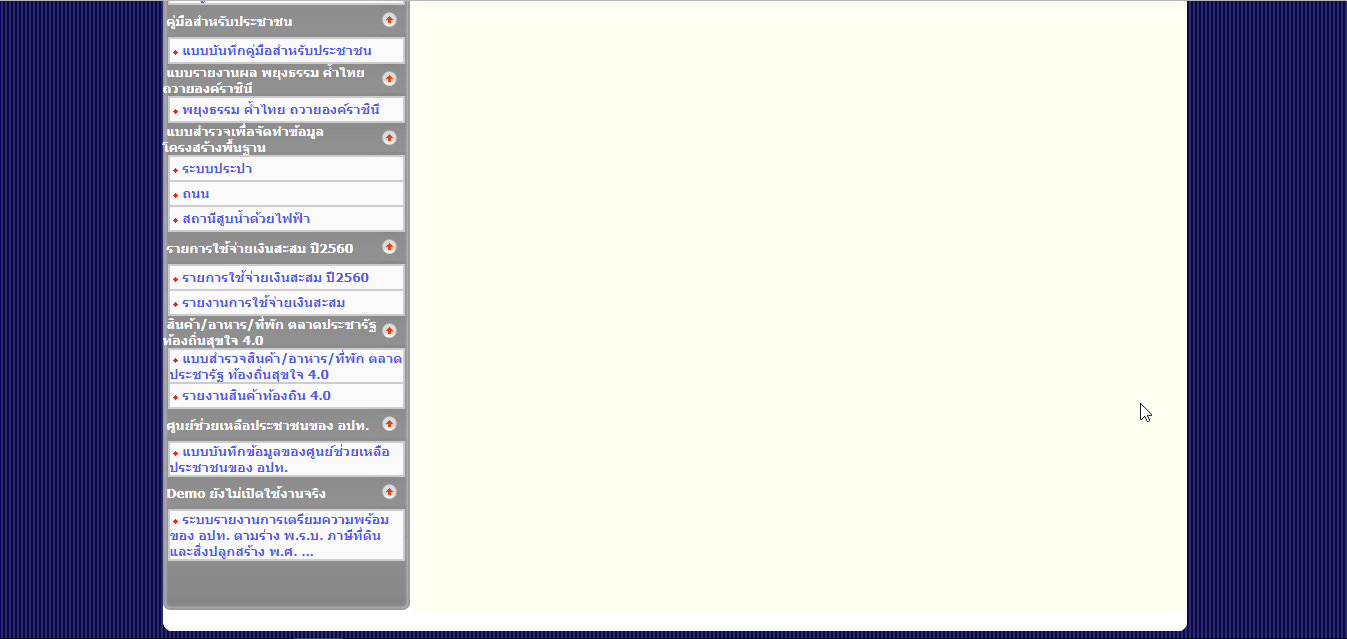 คู่มือสำหรับประชาชน
แบบบันทึกคู่มือสำหรับประชาชน
แบบรายงานผล พยุงธรรม ค้ำไทย
ถวายองค์ราชินี
พยุงธรรม ค้ำไทย ถวายองค์ราชินี
แบบสำรวจเพื่อจัดทำข้อมูล
โครงสร้างพื้นฐาน
ระบบประปา
ถนน
สถานีสูบน้ำด้วยไฟฟ้า
รายการใช้จ่ายเงินสะสม ปี2560
รายการใช้จ่ายเงินสะสม ปี2560
รายงานการใช้จ่ายเงินสะสม
สินค้า/อาหาร/ที่พัก ตลาดประชารัฐ
ท้องถิ่นสุขใจ 4.0
แบบสำรวจสินค้า/อาหาร/ที่พัก ตลาด
ประชารัฐ ท้องถิ่นสุขใจ 4.0
รายงานสินค้าท้องถิ่น 4.0
ศูนย์ช่วยเหลือประชาชนของ อปท.
แบบบันทึกข้อมูลของศูนย์ช่วยเหลือ
ประชาชนของ อปท.
Demo ยังไม่เปิดใช้งานจริง
ระบบรายงานการเตรียมความพร้อม
ของ อปท. ตามร่าง พ.ร.บ. ภาษีที่ดิน
และสิ่งปลูกสร้าง พ.ศ. ...